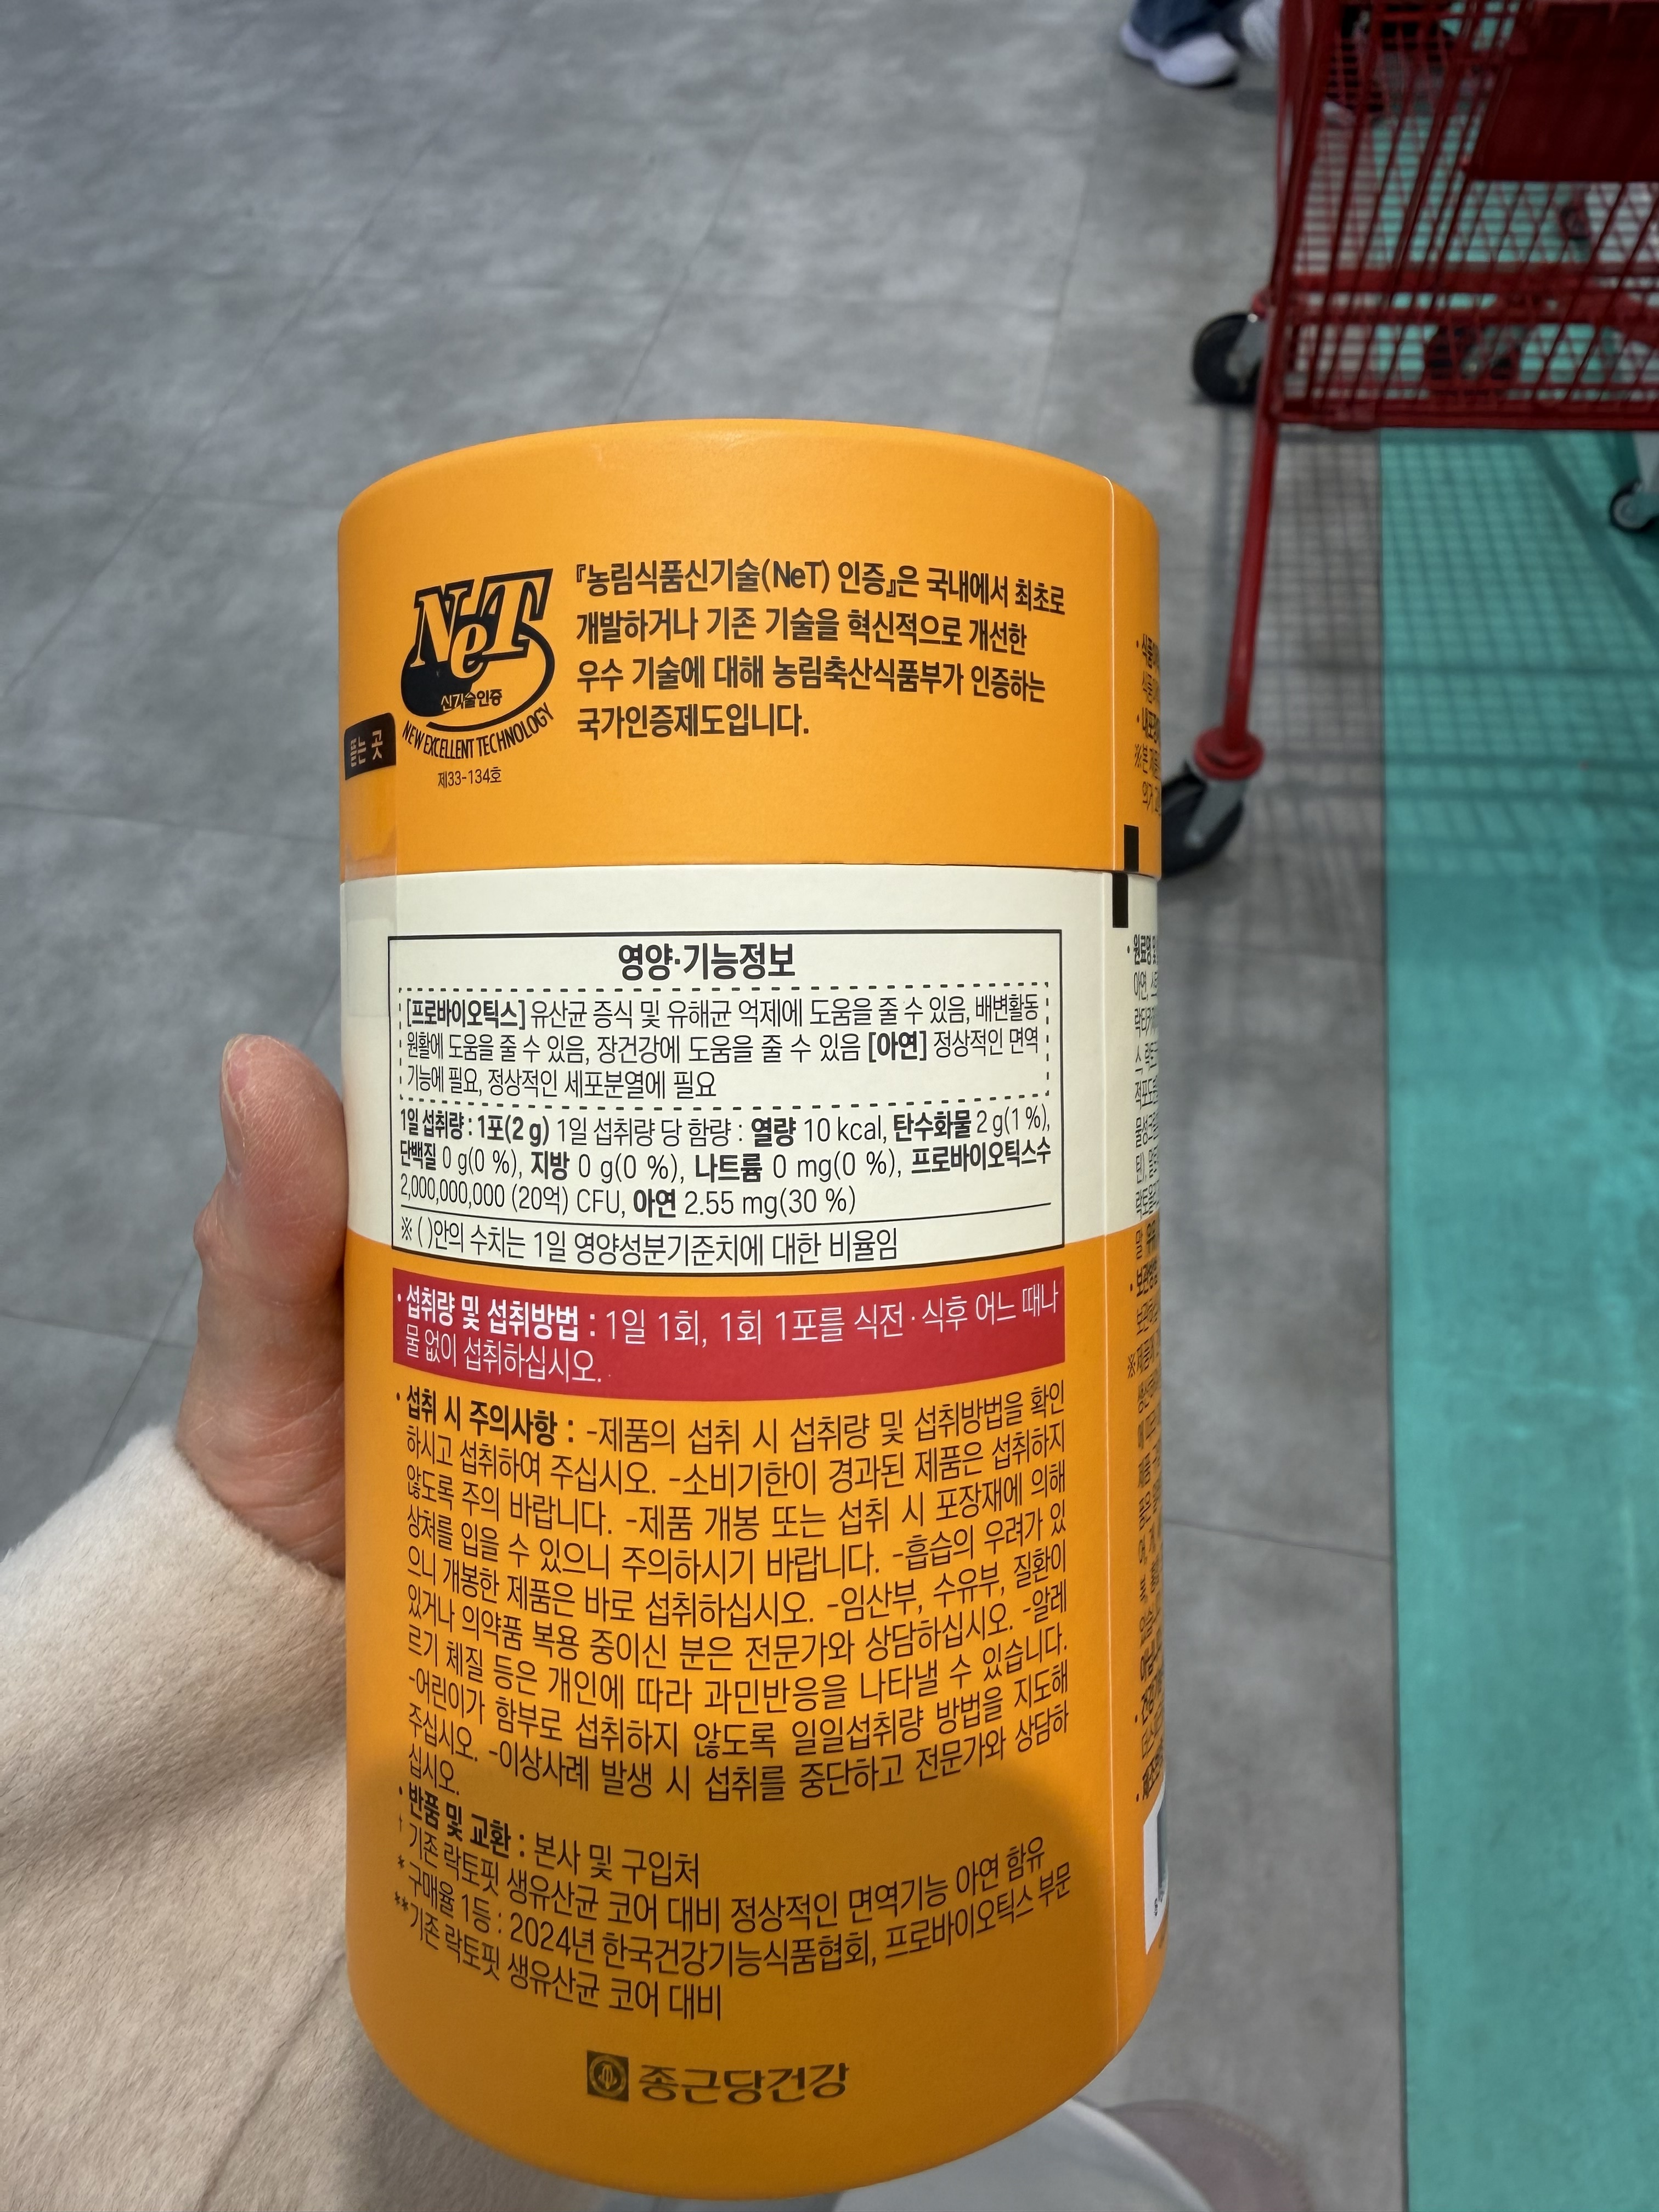 NeT
신기술인증
NEW EXCELLENT TECHNOLOGY
제33-134호
뜯는 곳
『농림식품신기술(NeT) 인증』은 국내에서 최초로
개발하거나 기존 기술을 혁신적으로 개선한
우수 기술에 대해 농림축산식품부가 인증하는
국가인증제도입니다.
영양·기능정보
[프로바이오틱스] 유산균 증식 및 유해균 억제에 도움을 줄 수 있음, 배변활동
원활에 도움을 줄 수 있음, 장건강에 도움을 줄 수 있음 [아연] 정상적인 면역
기능에 필요, 정상적인 세포분열에 필요
1일 섭취량 : 1포(2 g) 1일 섭취량 당 함량 : 열량 10 kcal, 탄수화물 2 g(1 %),
단백질 0 g(0 %), 지방 0 g(0 %), 나트륨 0 mg(0 %), 프로바이오틱스수
2,000,000,000 (20억) CFU, 아연 2.55 mg(30 %)
※ ( )안의 수치는 1일 영양성분기준치에 대한 비율임
• 섭취량 및 섭취방법 : 1일 1회, 1회 1포를 식전·식후 어느 때나
물 없이 섭취하십시오.
• 섭취 시 주의사항 : -제품의 섭취 시 섭취량 및 섭취방법을 확인
하시고 섭취하여 주십시오. -소비기한이 경과된 제품은 섭취하지
않도록 주의 바랍니다. -제품 개봉 또는 섭취 시 포장재에 의해
상처를 입을 수 있으니 주의하시기 바랍니다. -흡습의 우려가 있
으니 개봉한 제품은 바로 섭취하십시오. -임산부, 수유부, 질환이
있거나 의약품 복용 중이신 분은 전문가와 상담하십시오. -알레
르기 체질 등은 개인에 따라 과민반응을 나타낼 수 있습니다.
-어린이가 함부로 섭취하지 않도록 일일섭취량 방법을 지도해
주십시오. -이상사례 발생 시 섭취를 중단하고 전문가와 상담하
십시오.
• 반품 및 교환 : 본사 및 구입처
† 기존 락토핏 생유산균 코어 대비 정상적인 면역기능 아연 함유
* 구매율 1등 : 2024년 한국건강기능식품협회, 프로바이오틱스 부문
** 기존 락토핏 생유산균 코어 대비
종근당건강